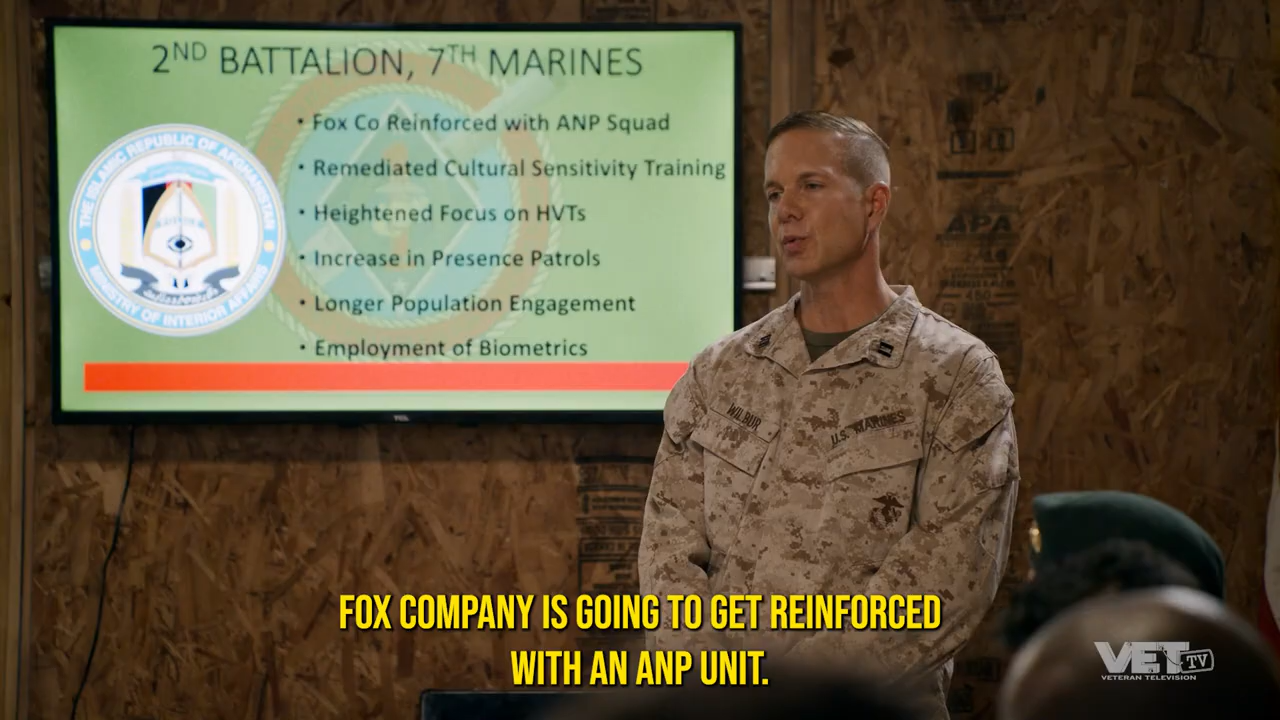 2ND BATTALION, 7TH MARINES
• Fox Co Reinforced with ANP Squad
• Remediated Cultural Sensitivity Training
• Heightened Focus on HVTs
• Increase in Presence Patrols
• Longer Population Engagement
• Employment of Biometrics
THE ISLAMIC REPUBLIC OF AFGHANISTAN
MINISTRY OF INTERIOR AFFAIRS
APA
WILBUR
U.S. MARINES
FOX COMPANY IS GOING TO GET REINFORCED
WITH AN ANP UNIT.
VET TV
VETERAN TELEVISION